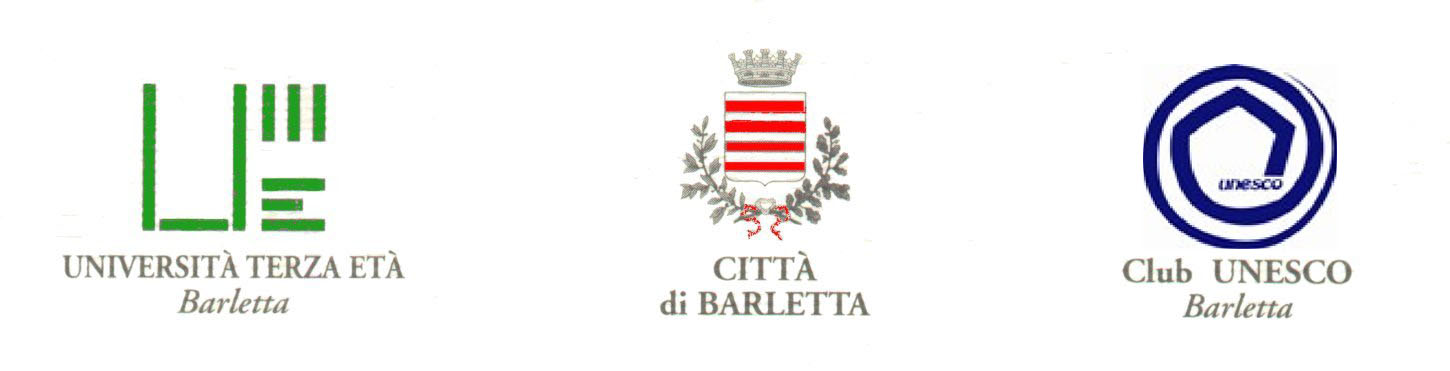 UNIVERSITÀ TERZA ETÀ
Barletta
CITTÀ
di BARLETTA
unesco
Club UNESCO
Barletta